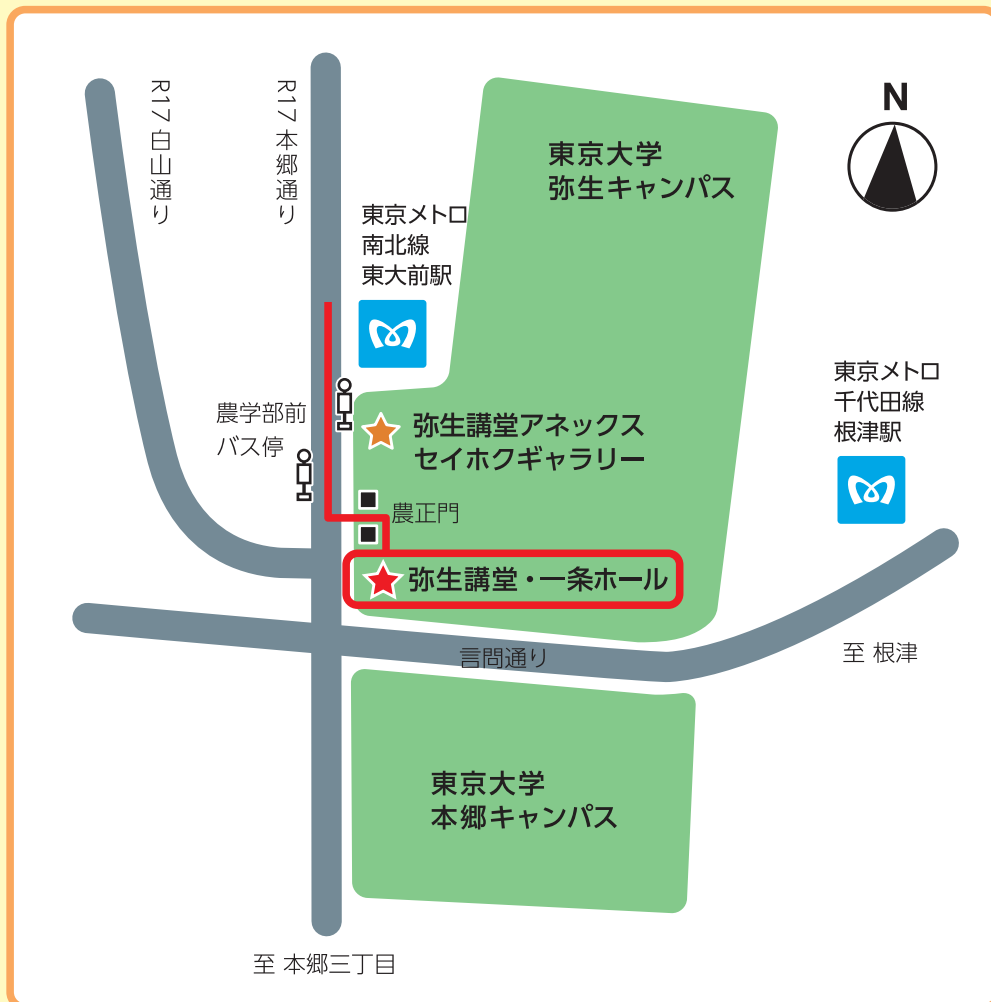 R17 白山通り
R17 本郷通り
東京大学
弥生キャンパス
N
東京メトロ
南北線
東大前駅
東京メトロ
千代田線
根津駅
農学部前
バス停
弥生講堂アネックス
セイホクギャラリー
農正門
弥生講堂・一条ホール
言問通り
至 根津
東京大学
本郷キャンパス
至 本郷三丁目